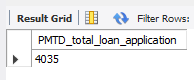 Result Grid Filter Rows:
PMTD_total_loan_application
4035